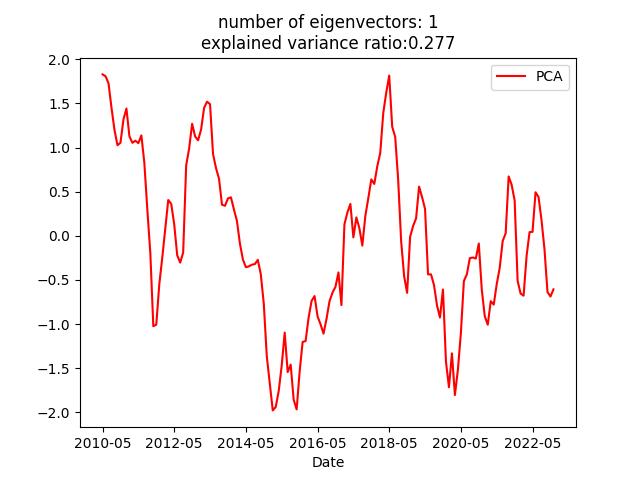 number of eigenvectors: 1
explained variance ratio:0.277
PCA
2.0
1.5
1.0
0.5
0.0
−0.5
−1.0
−1.5
−2.0
2010-05 2012-05 2014-05 2016-05 2018-05 2020-05 2022-05
Date